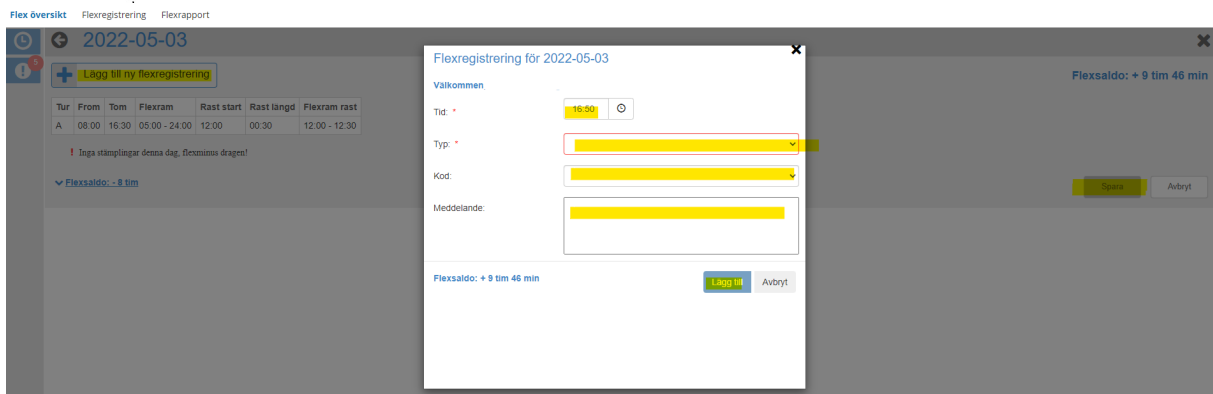 Flex översikt Flexregistrering Flexrapport
2022-05-03
5
Lägg till ny flexregistrering
Flexsaldo: + 9 tim 46 min
Tur From Tom Flexram Rast start Rast längd Flexram rast
A 08:00 16:30 05:00 - 24:00 12:00 00:30 12:00 - 12:30
! Inga stämplingar denna dag, flexminus dragen!
Flexsaldo: - 8 tim
Spara Avbryt
Flexregistrering för 2022-05-03
Välkommen
Tid: * 16:50
Typ: *
Kod:
Meddelande:
Flexsaldo: + 9 tim 46 min
Lägg till Avbryt